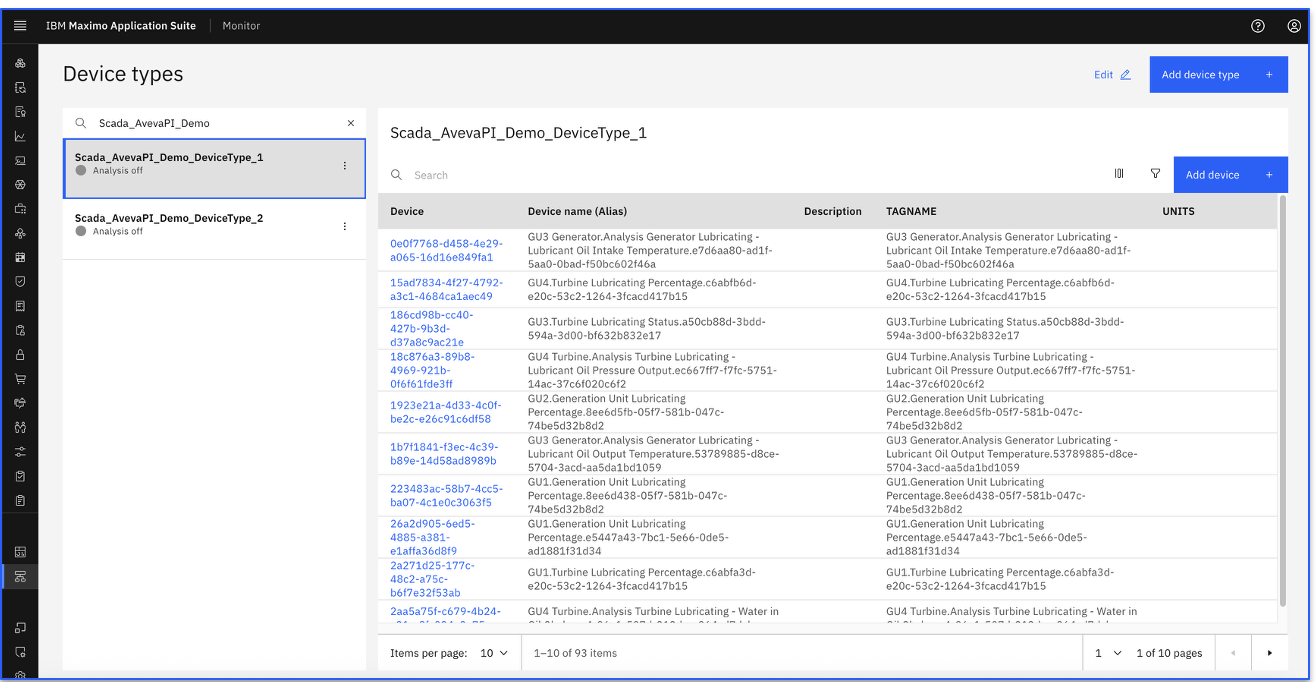 IBM Maximo Application Suite Monitor
Device types
Edit
Add device type +
Scada_AvevaPI_Demo
Scada_AvevaPI_Demo_DeviceType_1
Analysis off
Scada_AvevaPI_Demo_DeviceType_2
Analysis off
Scada_AvevaPI_Demo_DeviceType_1
Search
Add device +
Device Device name (Alias) Description TAGNAME UNITS
0e0f7768-d458-4e29-
a065-16d16e849fa1
GU3 Generator.Analysis Generator Lubricating -
Lubricant Oil Intake Temperature.e7d6aa80-ad1f-
5aa0-0bad-f50bc602f46a
GU3 Generator.Analysis Generator Lubricating -
Lubricant Oil Intake Temperature.e7d6aa80-ad1f-
5aa0-0bad-f50bc602f46a
15ad7834-4f27-4792-
a3c1-4684ca1aec49
GU4.Turbine Lubricating Percentage.c6abfb6d-
e20c-53c2-1264-3fcacd417b15
GU4.Turbine Lubricating Percentage.c6abfb6d-
e20c-53c2-1264-3fcacd417b15
186cd98b-cc40-
427b-9b3d-
d37a8c9ac21e
GU3.Turbine Lubricating Status.a50cb88d-3bdd-
594a-3d00-bf632b832e17
GU3.Turbine Lubricating Status.a50cb88d-3bdd-
594a-3d00-bf632b832e17
18c876a3-89b8-
4969-921b-
0f6f61fde3ff
GU4 Turbine.Analysis Turbine Lubricating -
Lubricant Oil Pressure Output.ec667ff7-f7fc-5751-
14ac-37c6f020c6f2
GU4 Turbine.Analysis Turbine Lubricating -
Lubricant Oil Pressure Output.ec667ff7-f7fc-5751-
14ac-37c6f020c6f2
1923e21a-4d33-4c0f-
be2c-e26c91c6df58
GU2.Generation Unit Lubricating
Percentage.8ee6d5fb-05f7-581b-047c-
74be5d32b8d2
GU2.Generation Unit Lubricating
Percentage.8ee6d5fb-05f7-581b-047c-
74be5d32b8d2
1b7f1841-f3ec-4c39-
b89e-14d58ad8989b
GU3 Generator.Analysis Generator Lubricating -
Lubricant Oil Output Temperature.53789885-d8ce-
5704-3acd-aa5da1bd1059
GU3 Generator.Analysis Generator Lubricating -
Lubricant Oil Output Temperature.53789885-d8ce-
5704-3acd-aa5da1bd1059
223483ac-58b7-4cc5-
ba07-4c1e0c3063f5
GU1.Generation Unit Lubricating
Percentage.8ee6d438-05f7-581b-047c-
74be5d32b8d2
GU1.Generation Unit Lubricating
Percentage.8ee6d438-05f7-581b-047c-
74be5d32b8d2
26a2d905-6ed5-
4885-a381-
e1affa36d8f9
GU1.Generation Unit Lubricating
Percentage.e5447a43-7bc1-5e66-0de5-
ad1881f31d34
GU1.Generation Unit Lubricating
Percentage.e5447a43-7bc1-5e66-0de5-
ad1881f31d34
2a271d25-177c-
48c2-a75c-
b6f7e32f53ab
GU1.Turbine Lubricating Percentage.c6abfa3d-
e20c-53c2-1264-3fcacd417b15
GU1.Turbine Lubricating Percentage.c6abfa3d-
e20c-53c2-1264-3fcacd417b15
2aa5a75f-c679-4b24-
GU4 Turbine.Analysis Turbine Lubricating - Water in
GU4 Turbine.Analysis Turbine Lubricating - Water in
Items per page: 10 1–10 of 93 items 1 1 of 10 pages